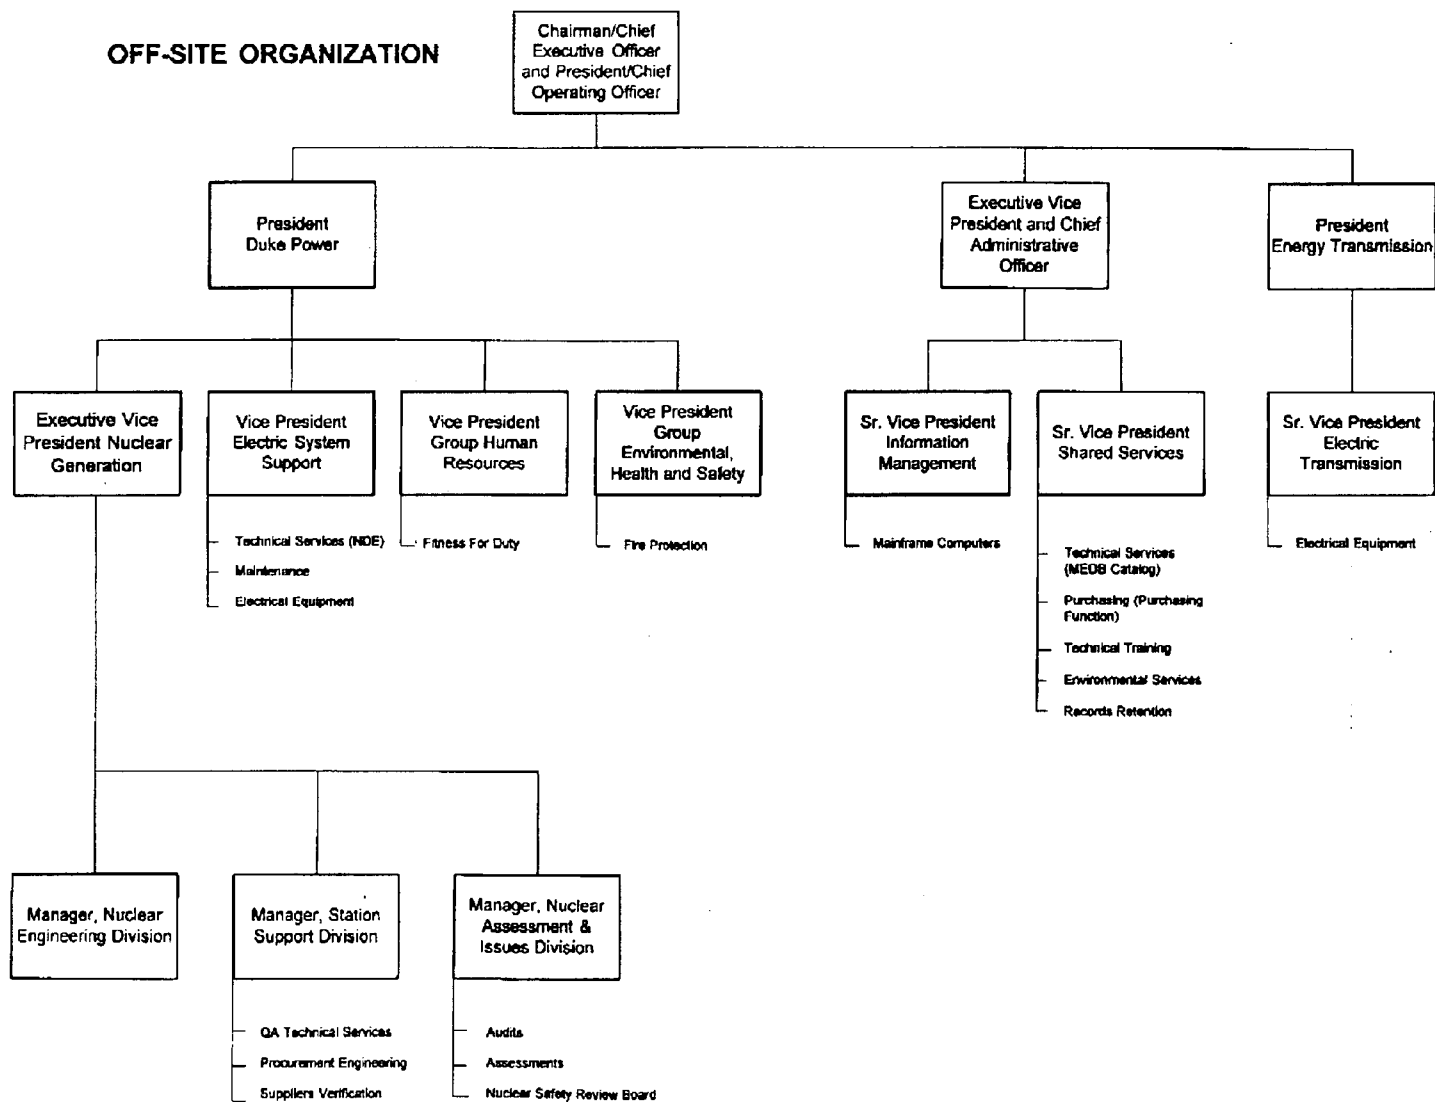 OFF-SITE ORGANIZATION
Chairman/Chief
Executive Officer
and President/Chief
Operating Officer
President
Duke Power
Executive Vice
President and Chief
Administrative
Officer
President
Energy Transmission
Executive Vice
President Nuclear
Generation
Vice President
Electric System
Support
Vice President
Group Human
Resources
Vice President
Group
Environmental,
Health and Safety
Sr. Vice President
Information
Management
Sr. Vice President
Shared Services
Sr. Vice President
Electric
Transmission
Technical Services (NDE)
Maintenance
Electrical Equipment
Fitness For Duty
Fire Protection
Mainframe Computers
Technical Services
(MEDB Catalog)
Purchasing (Purchasing
Function)
Technical Training
Environmental Services
Records Retention
Electrical Equipment
Manager, Nuclear
Engineering Division
Manager, Station
Support Division
Manager, Nuclear
Assessment &
Issues Division
QA Technical Services
Procurement Engineering
Suppliers Verification
Audits
Assessments
Nuclear Safety Review Board